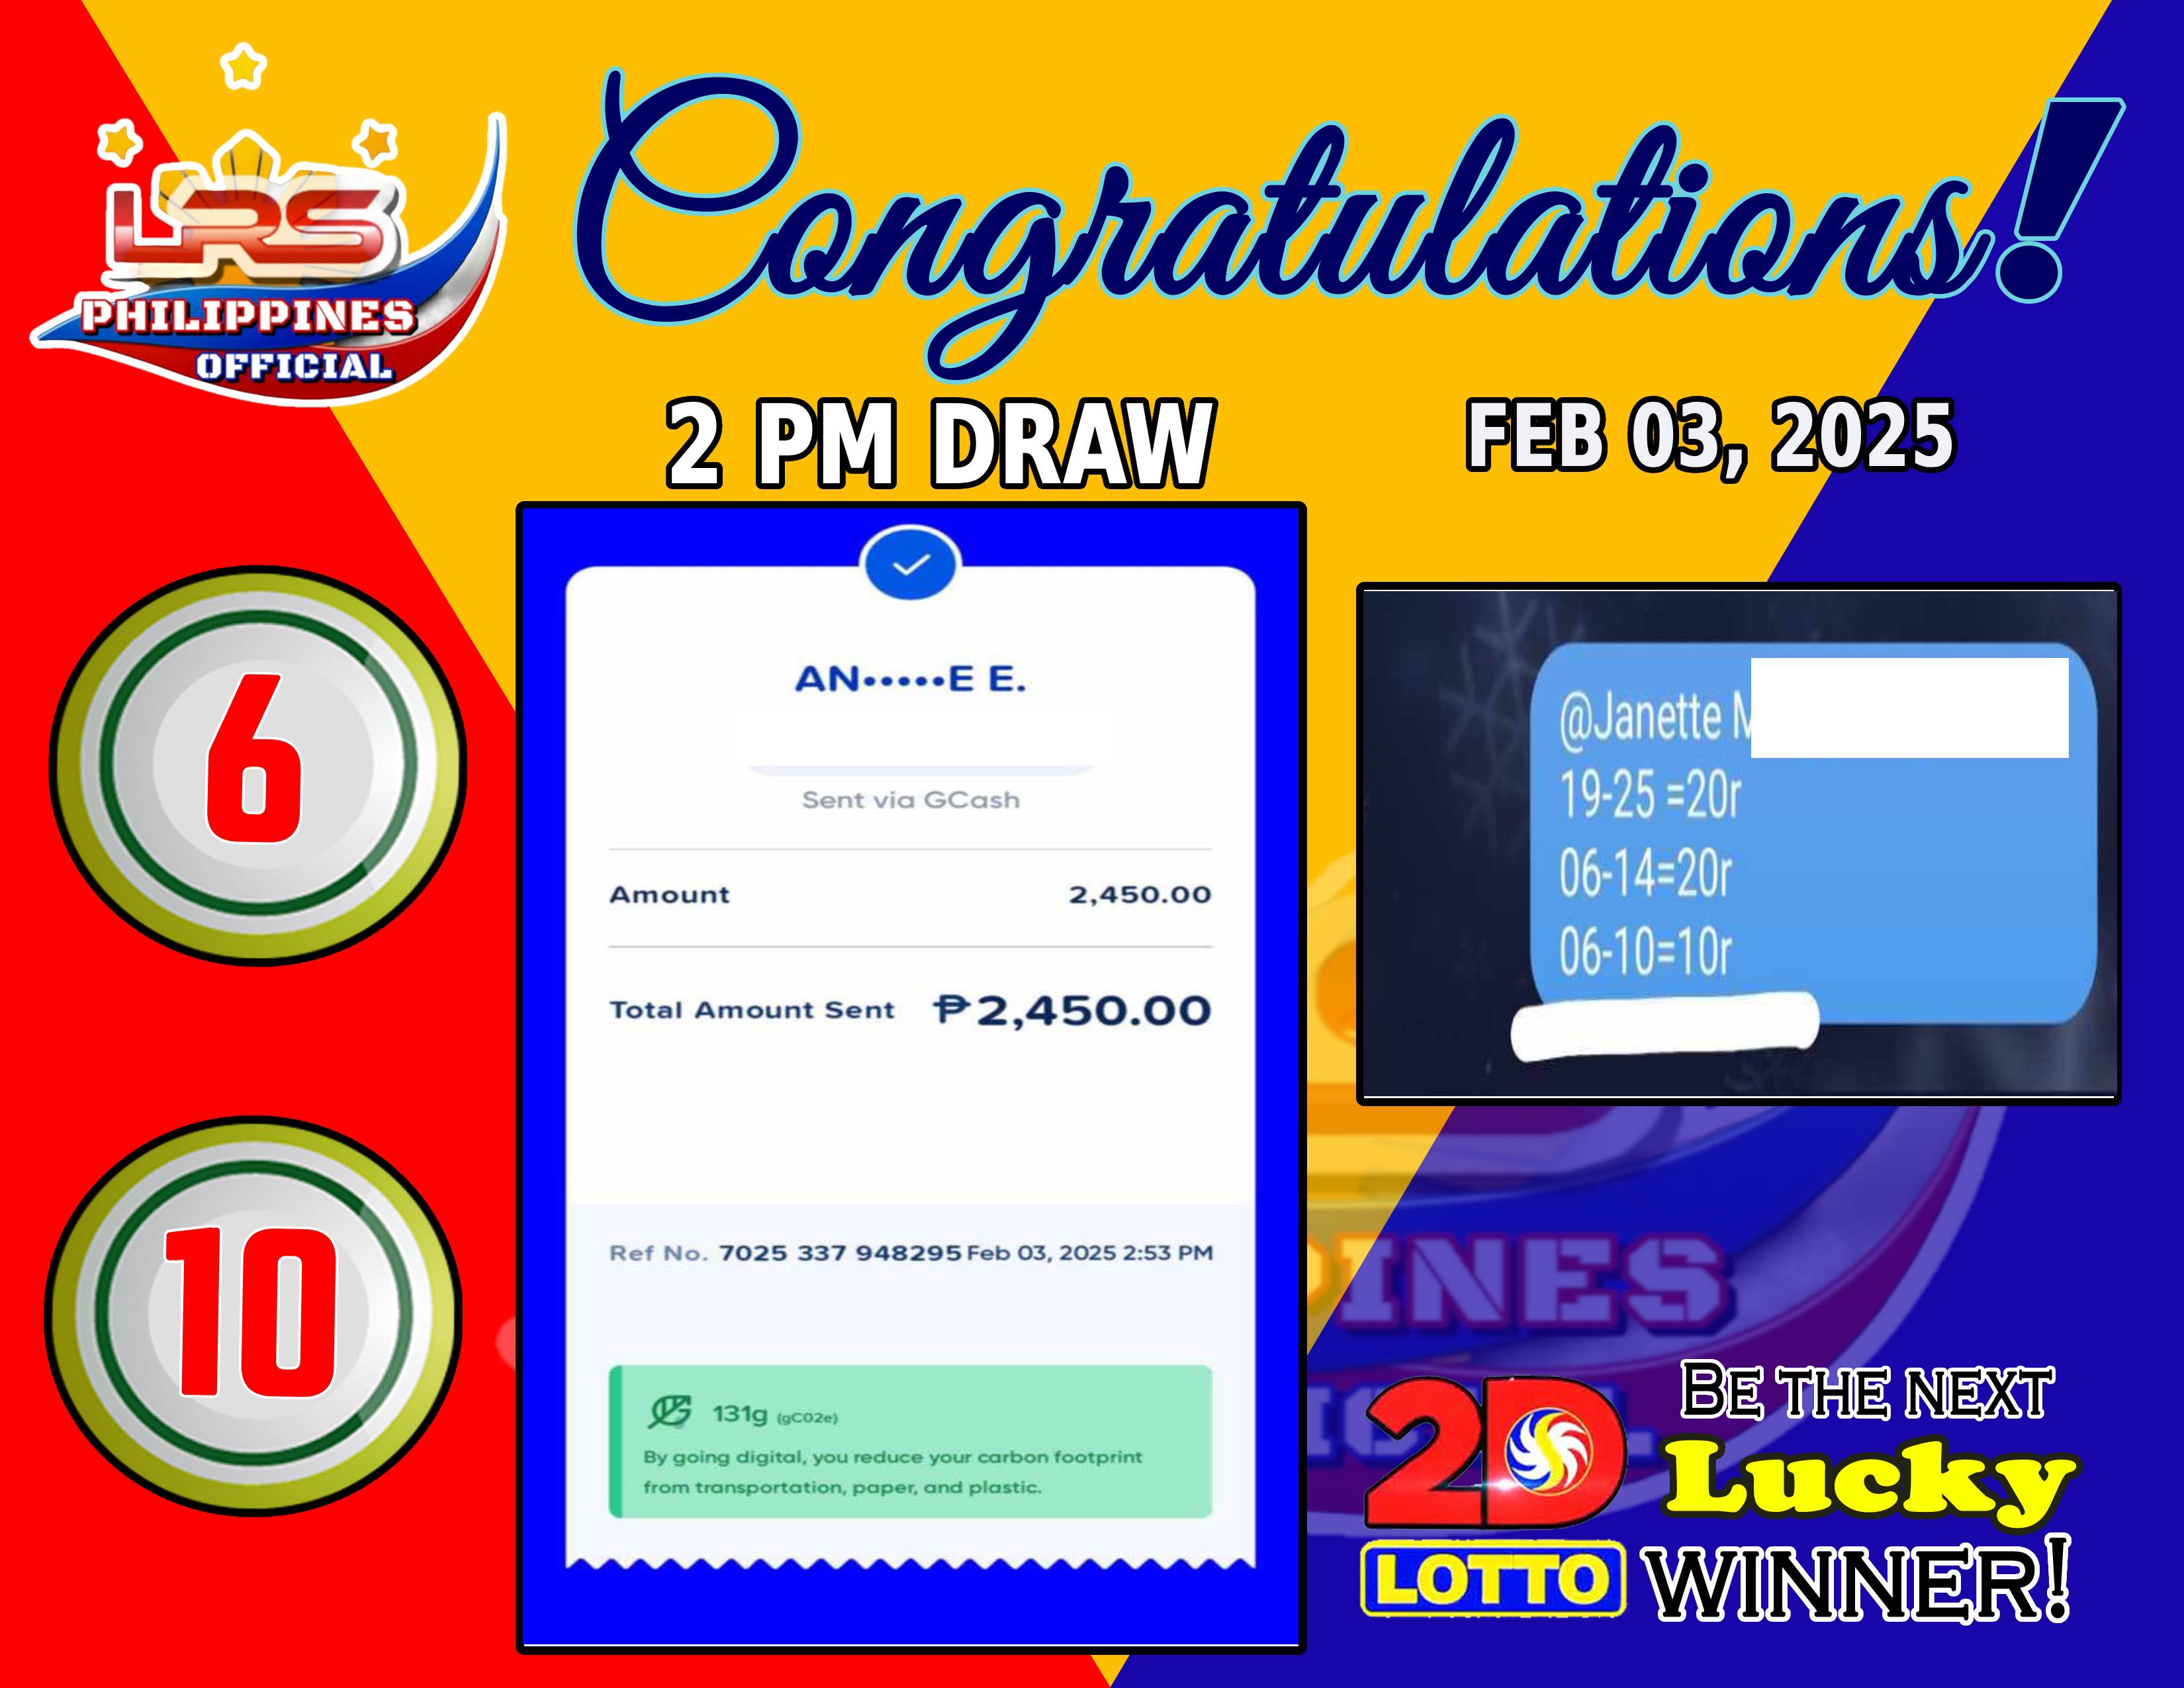 LRS
PHILIPPINES
OFFICIAL
Congratulations!
2 PM DRAW
FEB 03, 2025
6
10
AN•••••E E.
Sent via GCash
Amount 2,450.00
Total Amount Sent ₱2,450.00
Ref No. 7025 337 948295 Feb 03, 2025 2:53 PM
131g (gC02e)
By going digital, you reduce your carbon footprint
from transportation, paper, and plastic.
@Janette M
19-25 =20r
06-14=20r
06-10=10r
PINES
2D
LOTTO
BE THE NEXT
Lucky
WINNER!